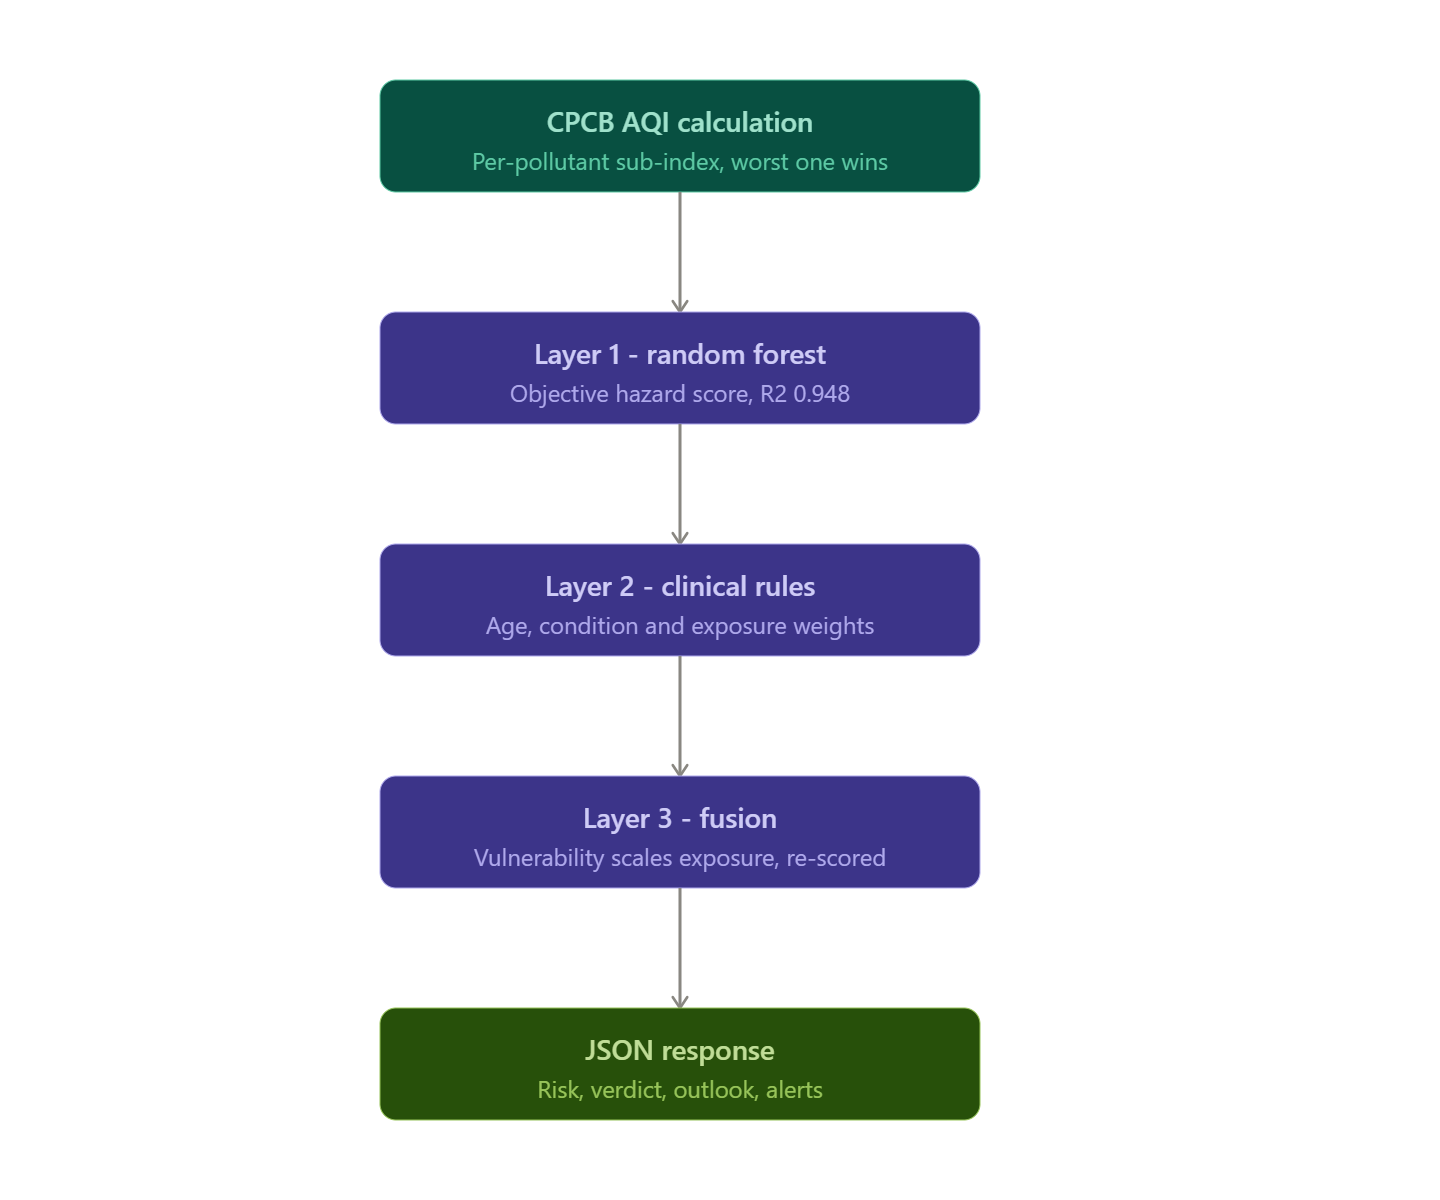 CPCB AQI calculation
Per-pollutant sub-index, worst one wins
Layer 1 - random forest
Objective hazard score, R2 0.948
Layer 2 - clinical rules
Age, condition and exposure weights
Layer 3 - fusion
Vulnerability scales exposure, re-scored
JSON response
Risk, verdict, outlook, alerts